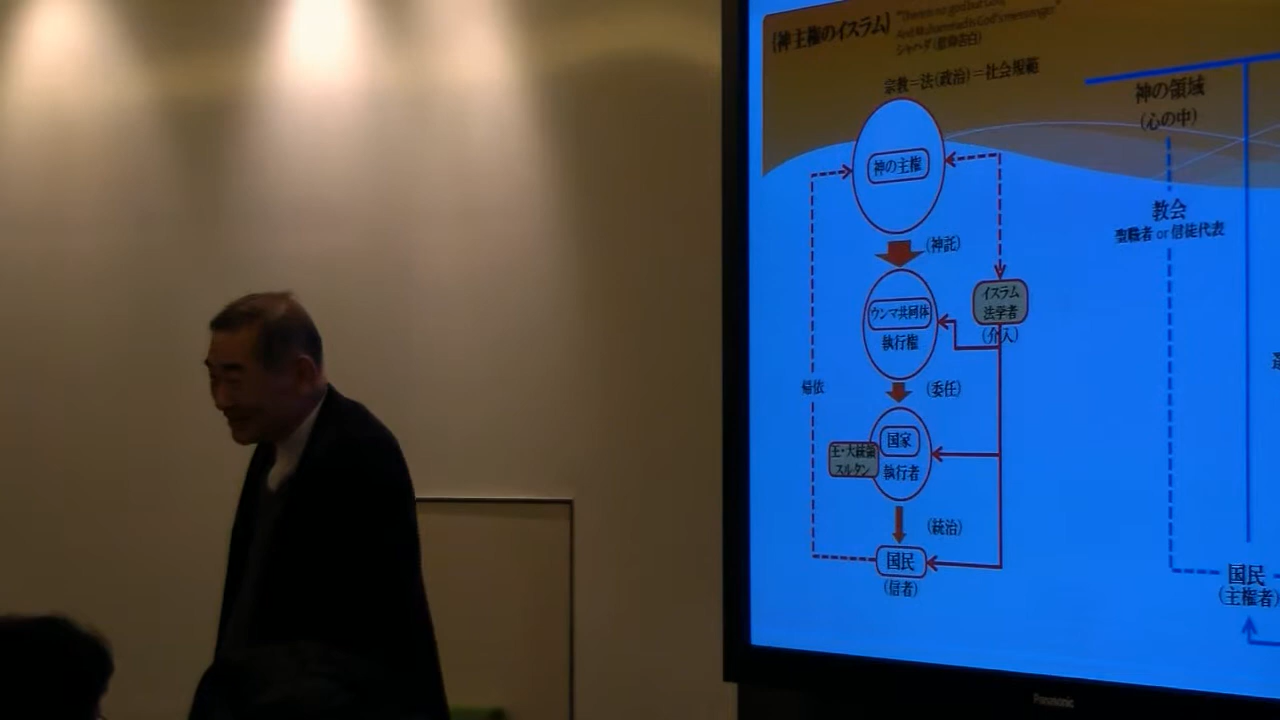 [神主権のイスラム]
"There is no god but God,
And Muhammad is God's messenger"
シャハダ(信仰告白)
宗教=法(政治)=社会規範
神の主権
(神託)
ウンマ共同体
執行権
イスラム
法学者
(介入)
帰依
(委任)
国家
執行者
王・大統領
スルタン
(統治)
国民
(信者)
神の領域
(心の中)
教会
聖職者 or 信徒代表
国民
(主権者)
Panasonic